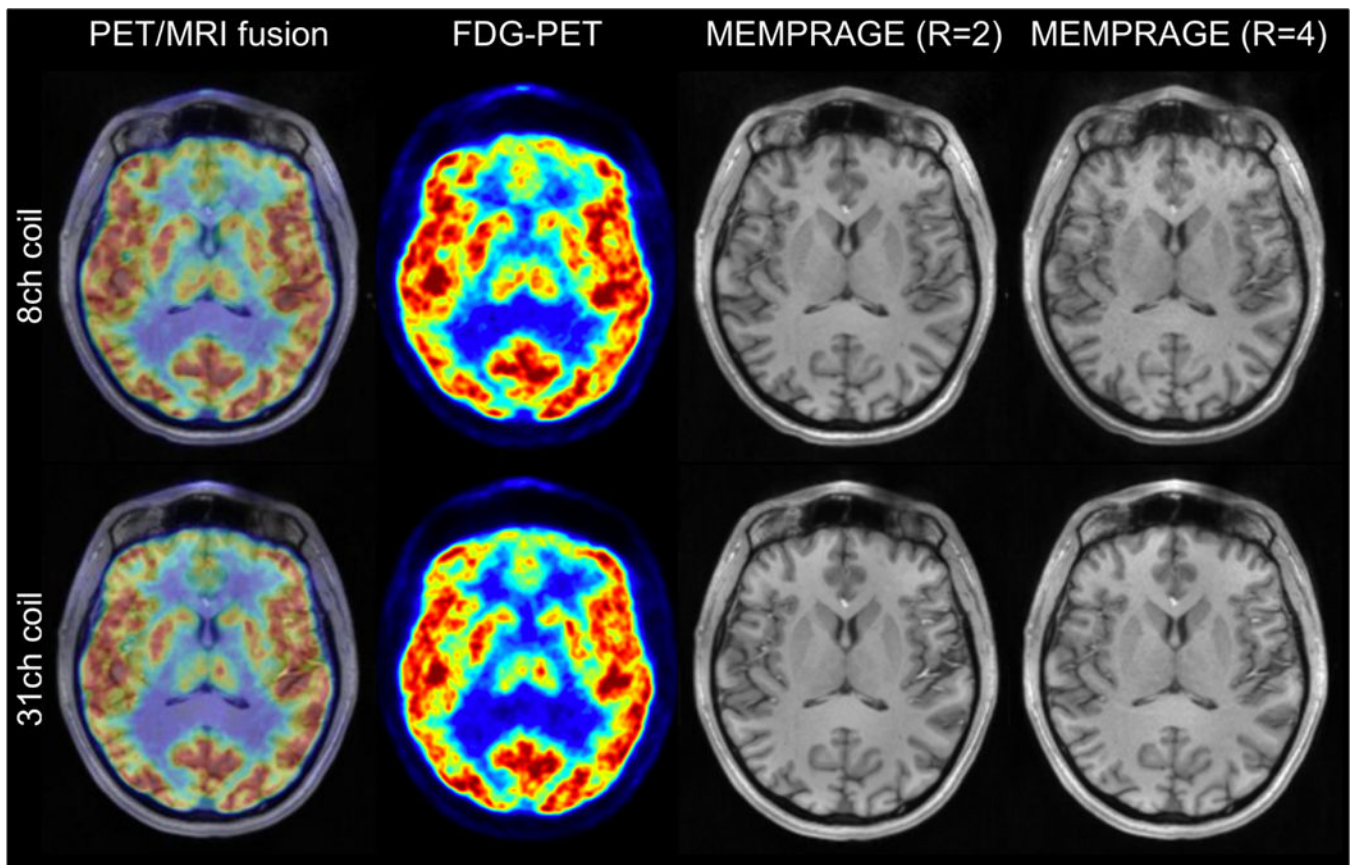 PET/MRI fusion
FDG-PET
MEMPRAGE (R=2)
MEMPRAGE (R=4)
8ch coil
31ch coil